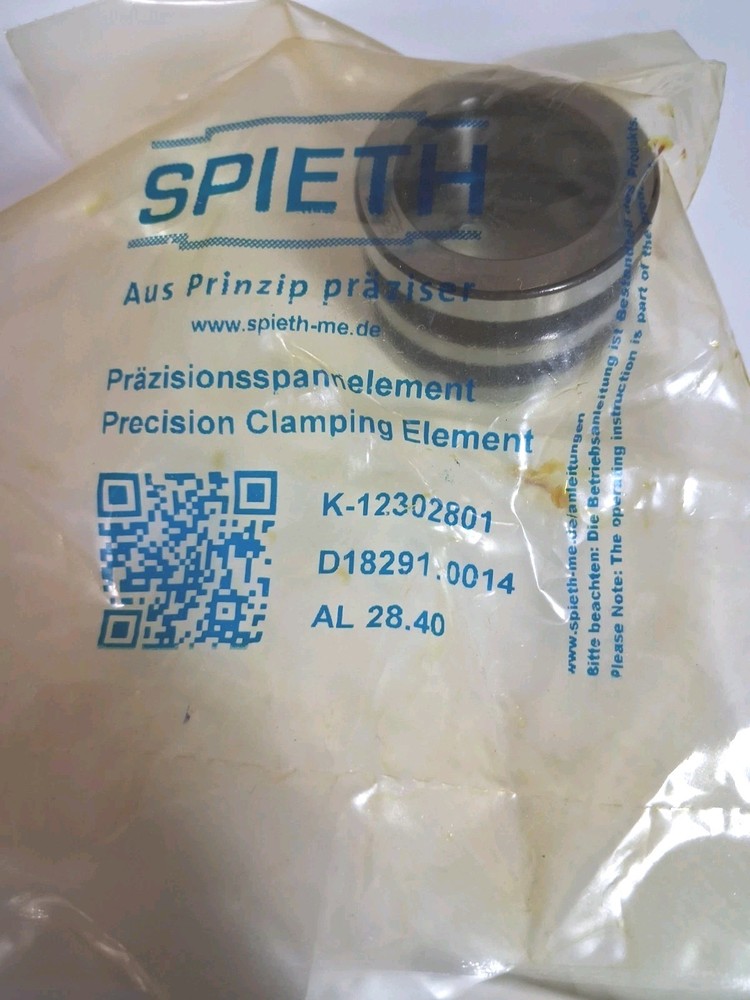 SPIETH
Aus Prinzip präziser
www.spieth-me.de
Präzisionsspannelement
Precision Clamping Element
K-12302801
D18291.0014
AL 28.40
www.spieth-me.de/anleitungen
Bitte beachten: Die Betriebsanleitung ist Bestandteil Produkts.
Please Note: The operating instruction is part of the